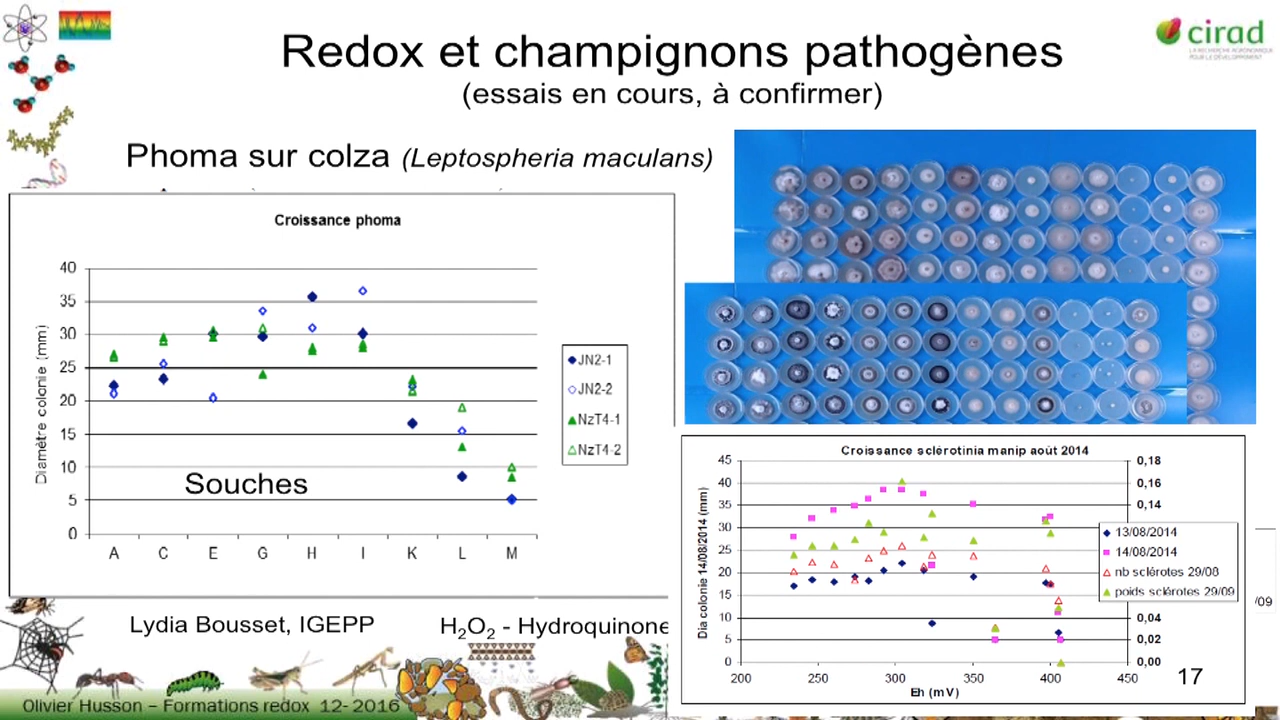 Redox et champignons pathogènes
(essais en cours, à confirmer)
cirad
LA RECHERCHE AGRONOMIQUE
POUR LE DÉVELOPPEMENT
Phoma sur colza (Leptospheria maculans)
Croissance phoma
Diamètre colonie (mm)
40
35
30
25
20
15
10
5
0
A C E G H I K L M
Souches
JN2-1
JN2-2
NzT4-1
NzT4-2
Croissance sclérotinia manip août 2014
Dia colonie 14/08/2014 (mm)
45
40
35
30
25
20
15
10
5
0
0,18
0,16
0,14
0,04
0,02
0,00
200 250 300 350 400 450
Eh (mV)
13/08/2014
14/08/2014
nb sclérotes 29/08
poids sclérotes 29/09
/09
17
Lydia Bousset, IGEPP
H₂O₂ - Hydroquinone
Olivier Husson – Formations redox 12- 2016